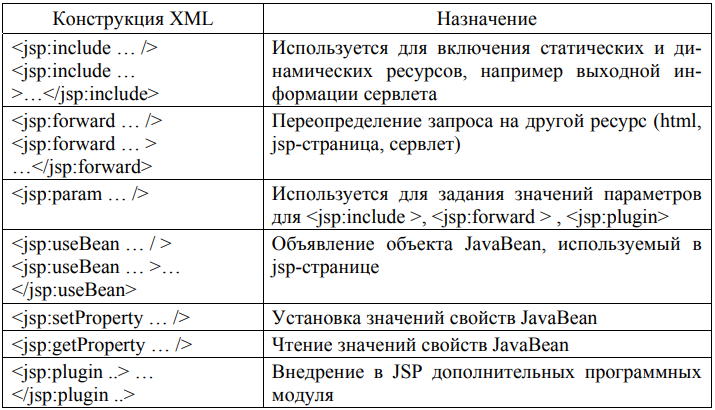 Конструкция XML
Назначение
<jsp:include … />
<jsp:include …
>…</jsp:include>
Используется для включения статических и ди-
намических ресурсов, например выходной ин-
формации сервлета
<jsp:forward … />
<jsp:forward … >
…</jsp:forward>
Переопределение запроса на другой ресурс (html,
jsp-страница, сервлет)
<jsp:param … />
Используется для задания значений параметров
для <jsp:include >, <jsp:forward > , <jsp:plugin>
<jsp:useBean … / >
<jsp:useBean … >…
</jsp:useBean>
Объявление объекта JavaBean, используемый в
jsp-странице
<jsp:setProperty … />
Установка значений свойств JavaBean
<jsp:getProperty … />
Чтение значений свойств JavaBean
<jsp:plugin ..> …
</jsp:plugin ..>
Внедрение в JSP дополнительных программных
модуля